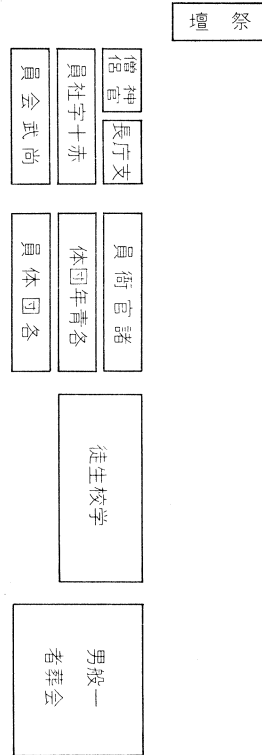 祭壇
神官
僧侶
支庁長
赤十字社員
尚武会員
諸官衙員
各青年団体
各団体員
学校生徒
一般男
会葬者